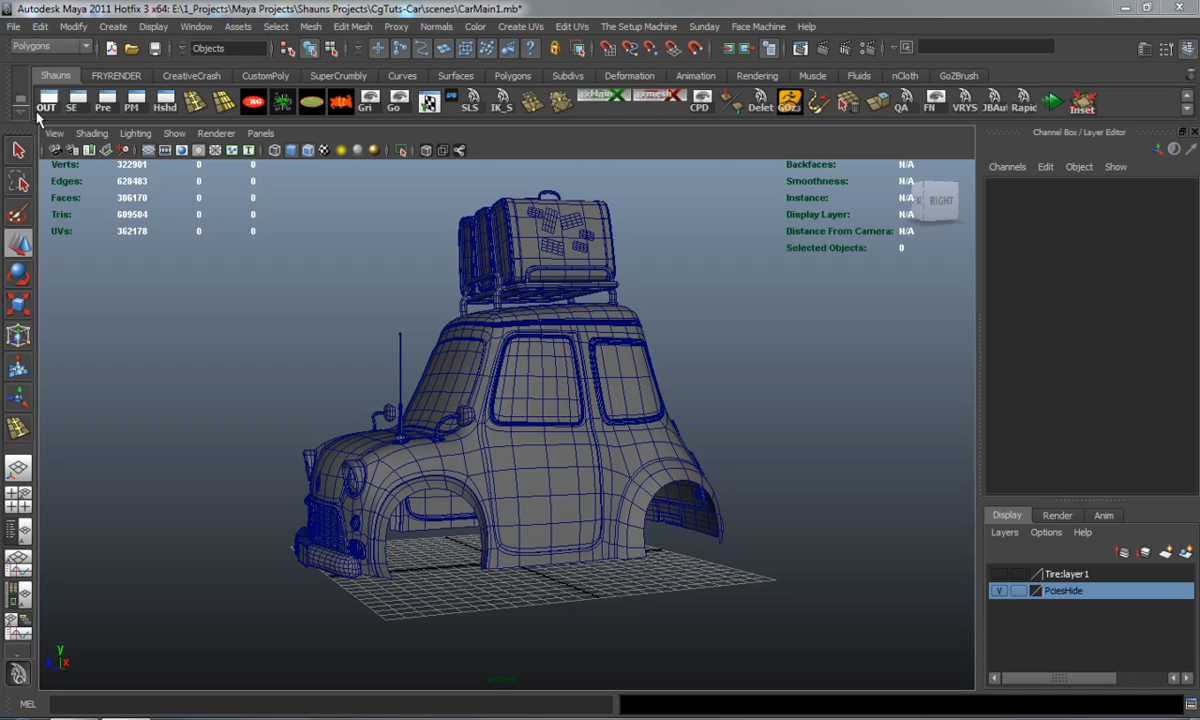 Autodesk Maya 2011 Hotfix 3 x64: E:\1_Projects\Maya Projects\Shauns Projects\CgTuts-Car\scenes\CarMain1.mb*
File Edit Modify Create Display Window Assets Select Mesh Edit Mesh Proxy Normals Color Create UVs Edit UVs The Setup Machine Sunday Face Machine Help
Polygons Objects
Shauns FRYRENDER CreativeCrash CustomPoly SuperCrumbly Curves Surfaces Polygons Subdivs Deformation Animation Rendering Muscle Fluids nCloth GoZBrush
OUT SE Pre PM Hshd Gri Go SLS IK_S CPD Delet GOZ QA FN VRYS JBAut Rapic Inset
View Shading Lighting Show Renderer Panels
Channel Box / Layer Editor
Channels Edit Object Show
Verts: 322901 0 0
Edges: 628483 0 0
Faces: 306170 0 0
Tris: 609504 0 0
UVs: 362178 0 0
Backfaces: N/A
Smoothness: N/A
Instance: N/A
Display Layer: N/A
Distance From Camera: N/A
Selected Objects: 0
RIGHT
Display Render Anim
Layers Options Help
Tire:layer1
V PciesHide
y
z x
persp
MEL